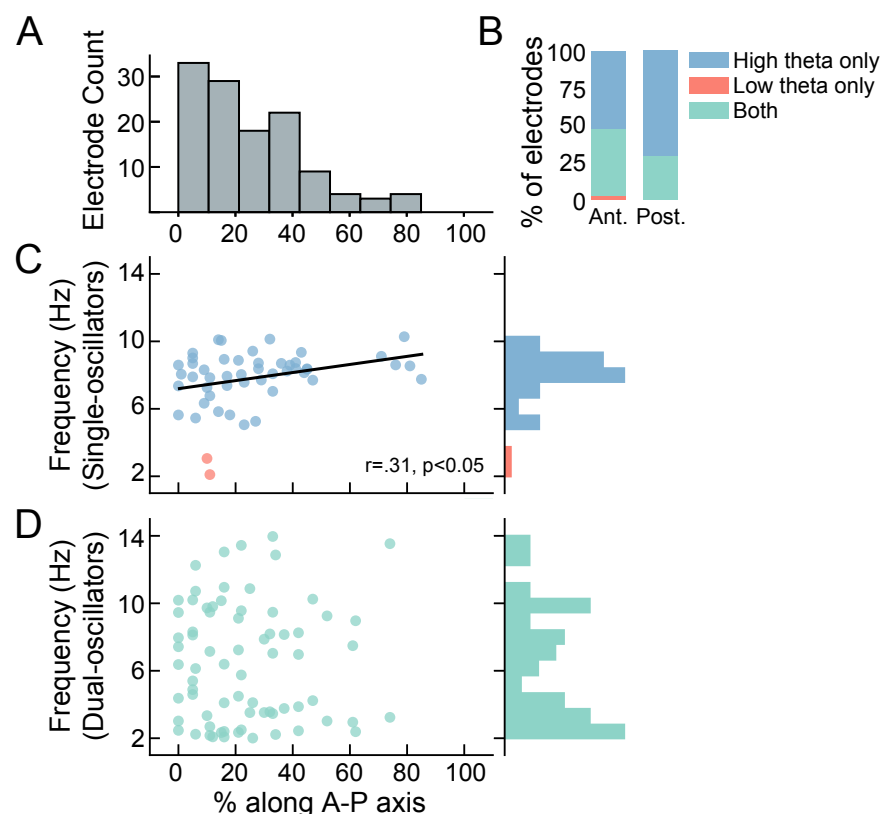 A
Electrode Count
30
20
10
0 20 40 60 80 100
B
% of electrodes
100
75
50
25
0
Ant. Post.
High theta only
Low theta only
Both
C
Frequency (Hz)
(Single-oscillators)
14
10
6
2
r=.31, p<0.05
D
Frequency (Hz)
(Dual-oscillators)
14
10
6
2
0 20 40 60 80 100
% along A-P axis